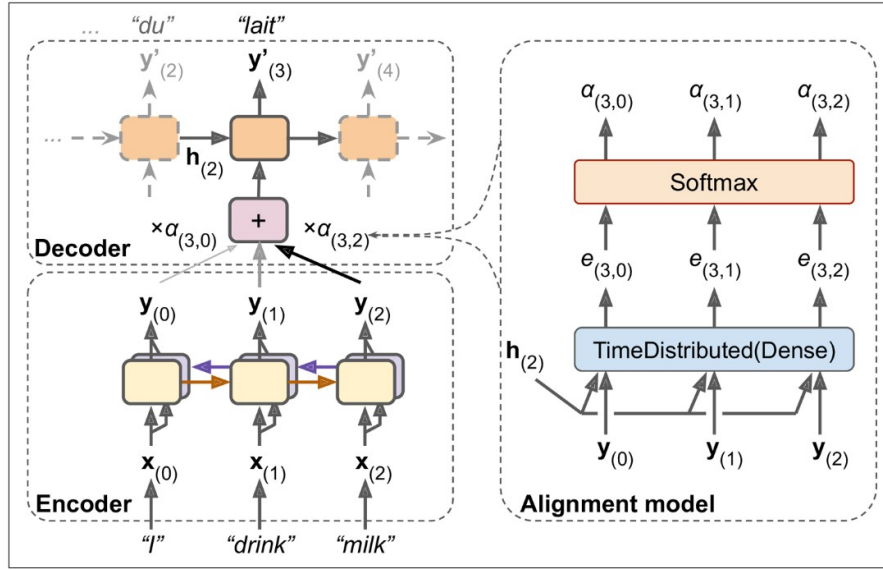 ... “du” “lait”
y'(2) y'(3) y'(4)
...
h(2)
+
×α(3,0) ×α(3,2)
Decoder
y(0) y(1) y(2)
x(0) x(1) x(2)
Encoder
“I” “drink” “milk”
α(3,0) α(3,1) α(3,2)
Softmax
e(3,0) e(3,1) e(3,2)
TimeDistributed(Dense)
h(2)
y(0) y(1) y(2)
Alignment model